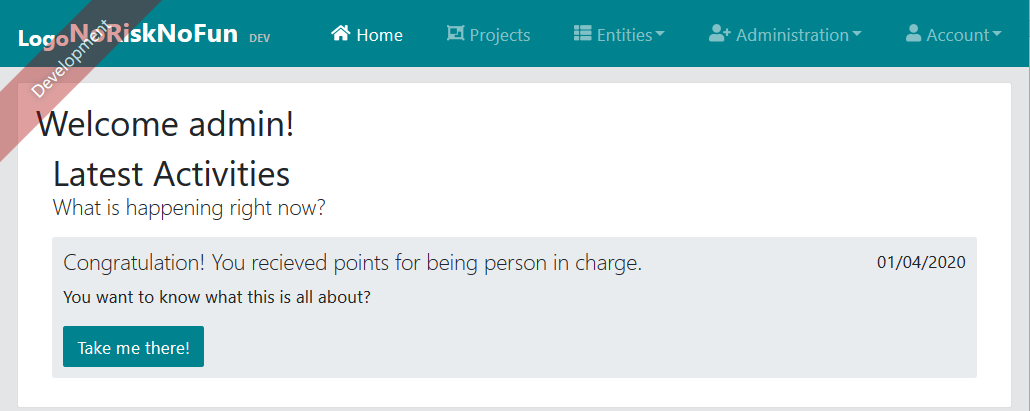 Logo NoRiskNoFun DEV Home Projects Entities Administration Account
Development
Welcome admin!
Latest Activities
What is happening right now?
Congratulation! You recieved points for being person in charge. 01/04/2020
You want to know what this is all about?
Take me there!